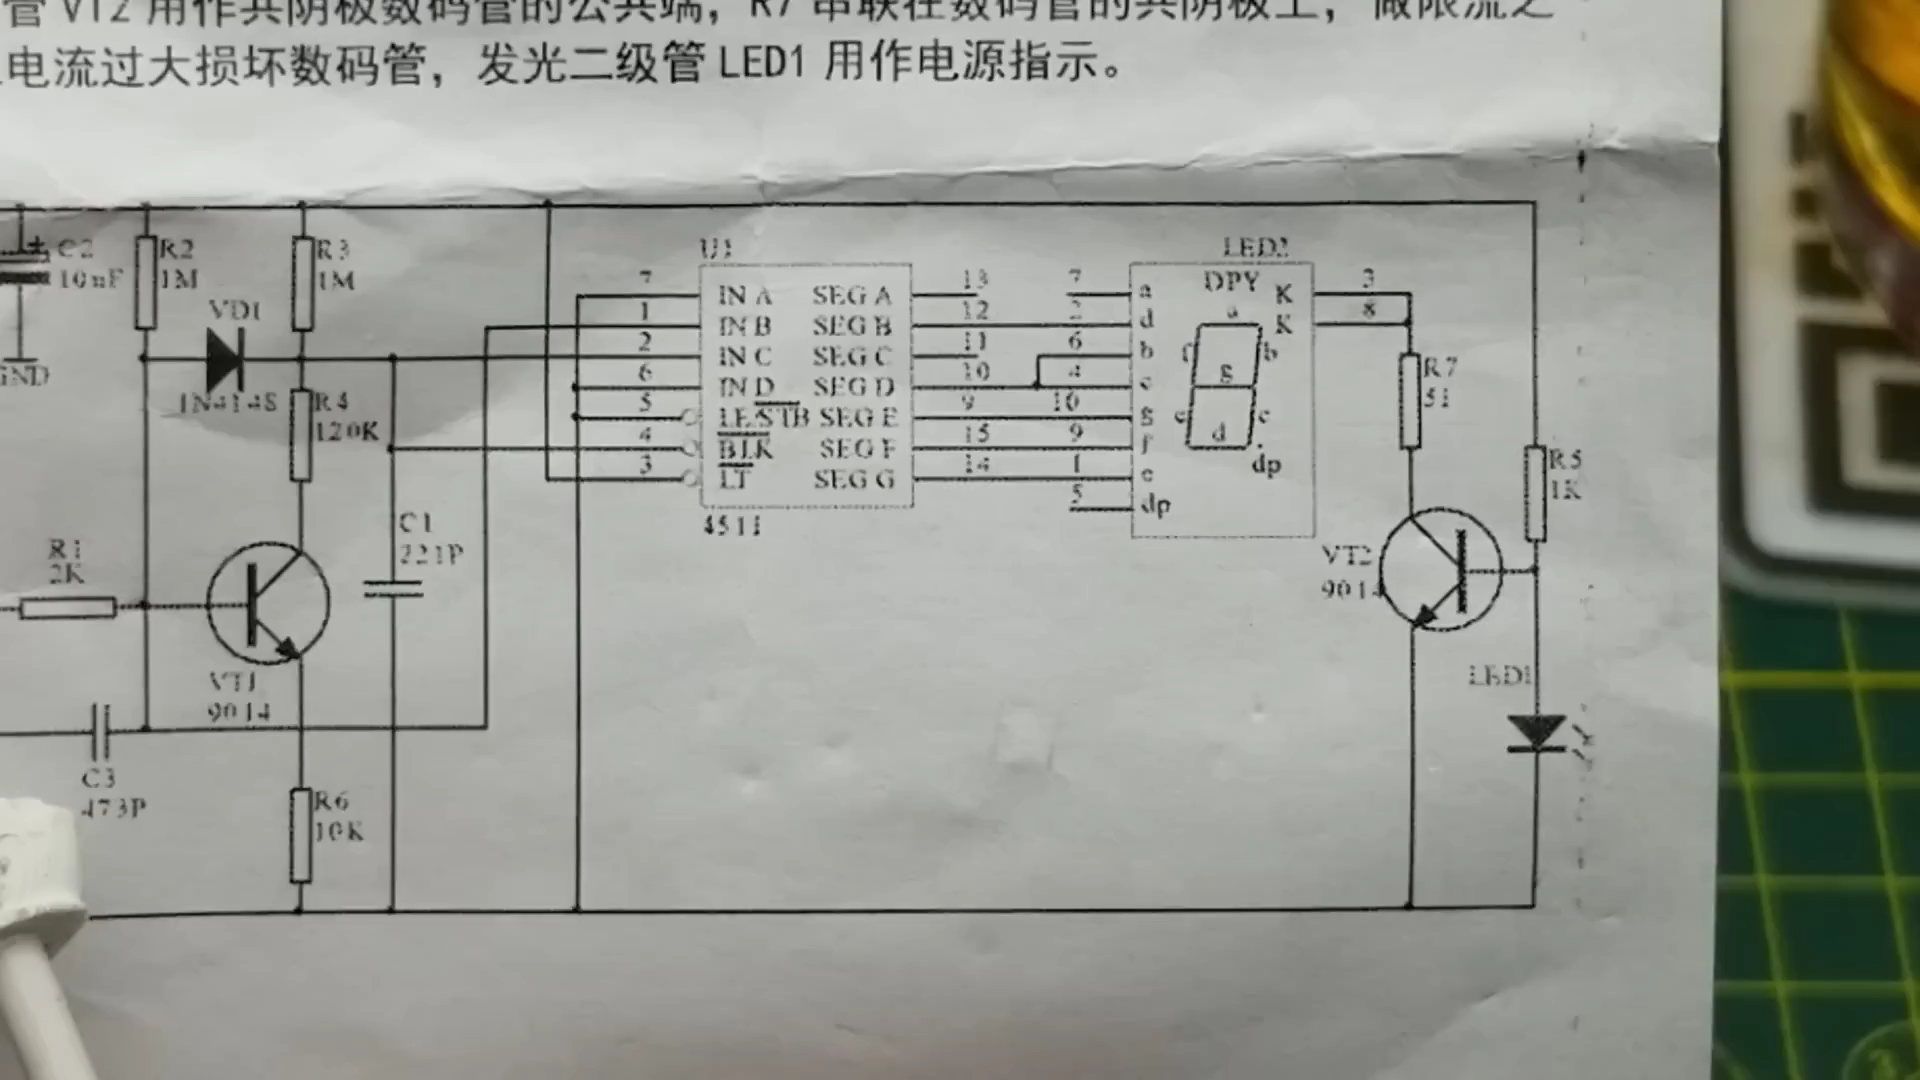 管 VT2 用作共阴极数码管的公共端，R7 串联在数码管的共阴极上，做限流之
电流过大损坏数码管，发光二级管 LED1 用作电源指示。
C2
10uF
GND
R2
1M
R3
1M
VD1
1N4148
R4
120K
R1
2K
VT1
9014
C1
221P
C3
473P
R6
10K
U1
7 IN A SEG A 13
1 IN B SEG B 12
2 IN C SEG C 11
6 IN D SEG D 10
5 LE/STB SEG E 9
4 BLK SEG F 15
3 LT SEG G 14
4511
LED2
DPY
7 a K 3
2 d K 8
6 b
4 c
10 g
9 f
1 e
5 dp
a
f b
g
e c
d
dp
R7
51
R5
1K
VT2
9014
LED1